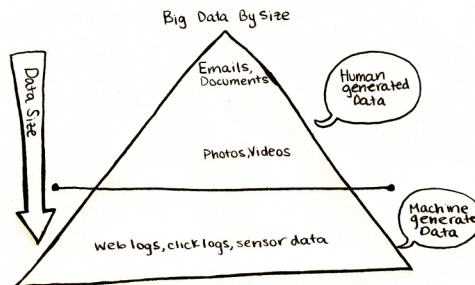 Big Data By Size
Data Size
Emails,
Documents
Human
generated
Data
Photos, Videos
Machine
generate
Data
Web logs, click logs, sensor data